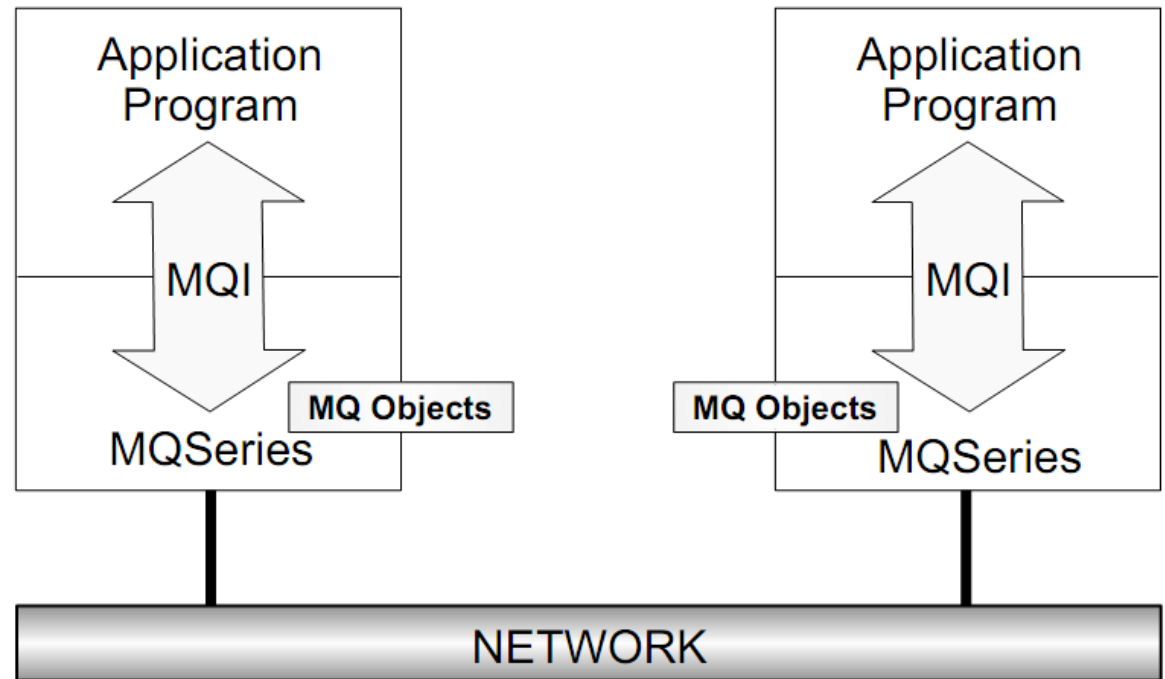 Application
Program
MQI
MQ Objects
MQSeries
Application
Program
MQI
MQ Objects
MQSeries
NETWORK